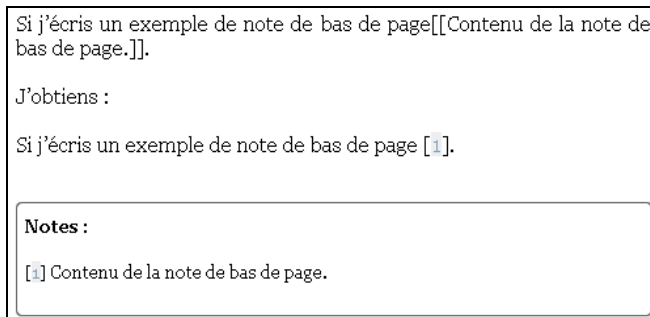 Si j’écris un exemple de note de bas de page[[Contenu de la note de
bas de page.]].
J’obtiens :
Si j’écris un exemple de note de bas de page [1].
Notes :
[1] Contenu de la note de bas de page.